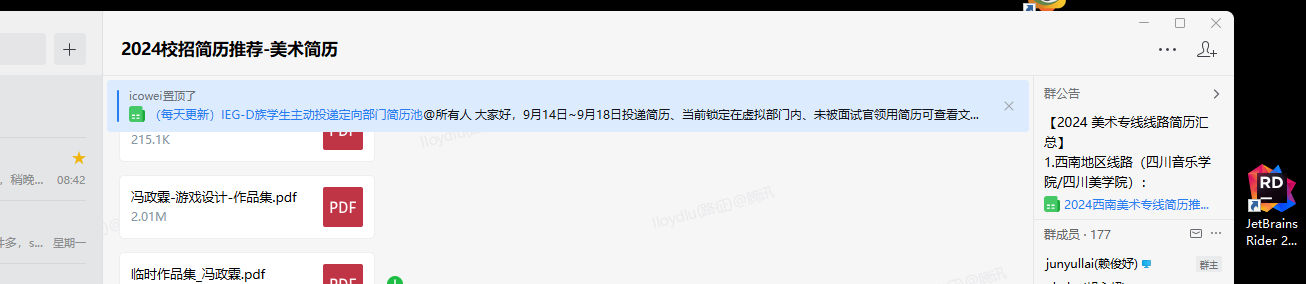 2024校招简历推荐-美术简历
icowei置顶了
（每天更新）IEG-D族学生主动投递定向部门简历池@所有人 大家好，9月14日~9月18日投递简历、当前锁定在虚拟部门内、未被面试官领用简历可查看文...
215.1K
PDF
冯政霖-游戏设计-作品集.pdf
2.01M
PDF
临时作品集_冯政霖.pdf
PDF
，稍晚...
08:42
件多，s...
星期一
群公告
【2024 美术专线线路简历汇
总】
1.西南地区线路（四川音乐学
院/四川美学院）：
2024西南美术专线简历推...
群成员 · 177
junyullai(赖俊妤)
群主
RD
JetBrains
Rider 2...